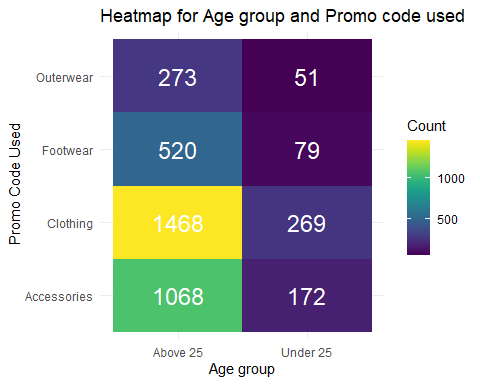 Heatmap for Age group and Promo code used
Promo Code Used
Outerwear 273 51
Footwear 520 79
Clothing 1468 269
Accessories 1068 172
Above 25 Under 25
Age group
Count
1000
500